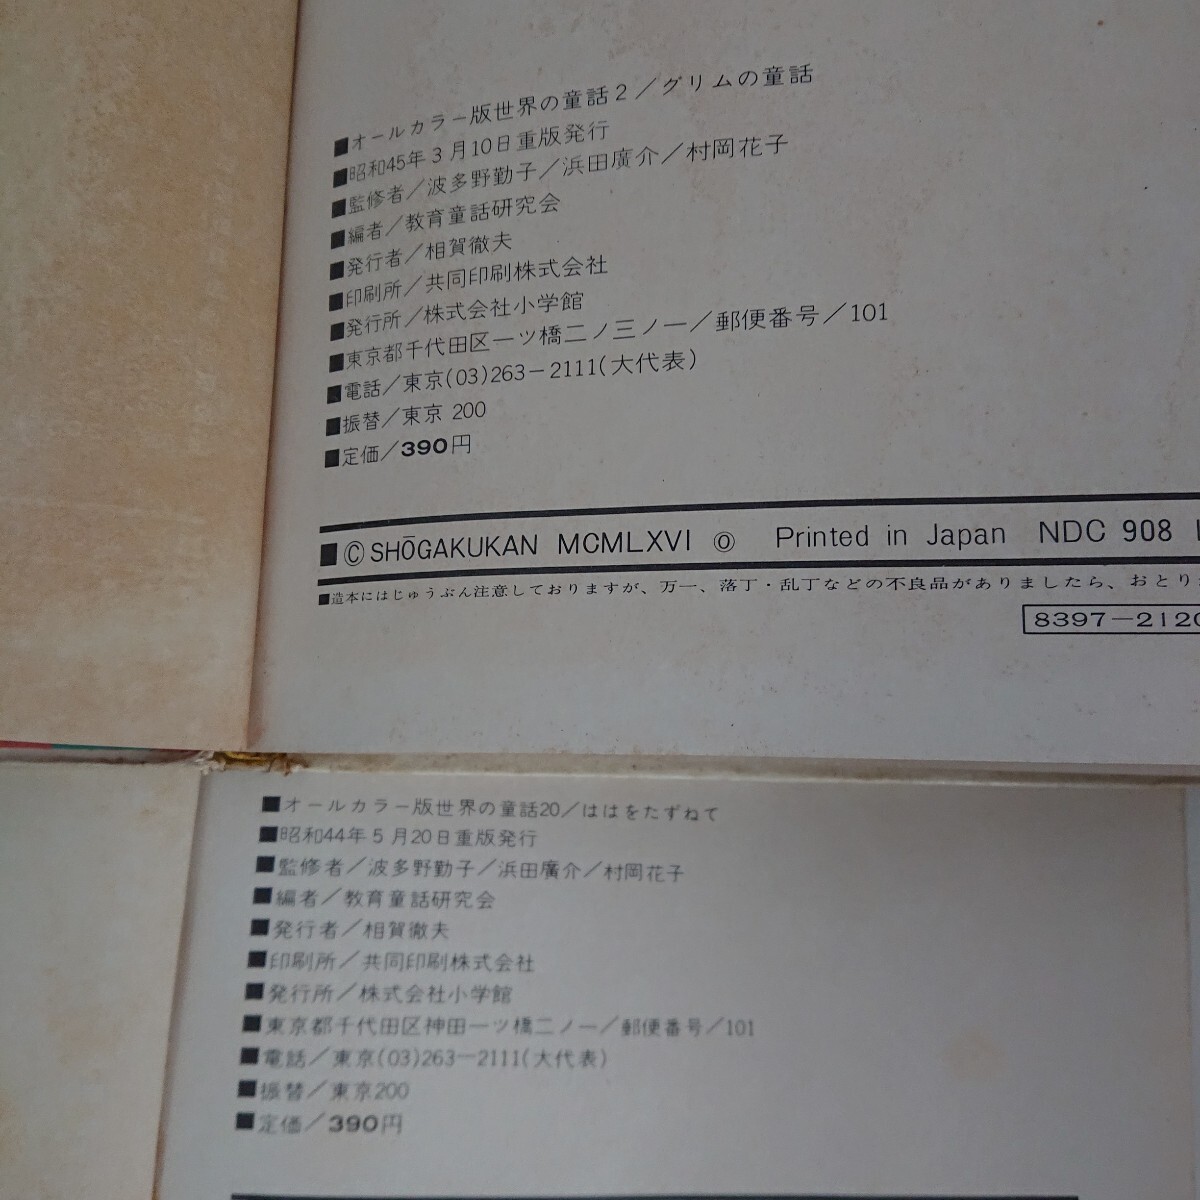 ■オールカラー版世界の童話2/グリムの童話
■昭和45年3月10日重版発行
■監修者/波多野勤子/浜田廣介/村岡花子
■編者/教育童話研究会
■発行者/相賀徹夫
■印刷所/共同印刷株式会社
■発行所/株式会社小学館
■東京都千代田区一ツ橋二ノ三ノ一/郵便番号/101
■電話/東京(03)263-2111(大代表)
■振替/東京 200
■定価/390円
■ⒸSHŌGAKUKAN MCMLXVI Ⓞ Printed in Japan NDC 908
■造本にはじゅうぶん注意しておりますが、万一、落丁・乱丁などの不良品がありましたら、おとり
8397-2120
■オールカラー版世界の童話20/ははをたずねて
■昭和44年5月20日重版発行
■監修者/波多野勤子/浜田廣介/村岡花子
■編者/教育童話研究会
■発行者/相賀徹夫
■印刷所/共同印刷株式会社
■発行所/株式会社小学館
■東京都千代田区神田一ツ橋二ノ一/郵便番号/101
■電話/東京(03)263-2111(大代表)
■振替/東京200
■定価/390円